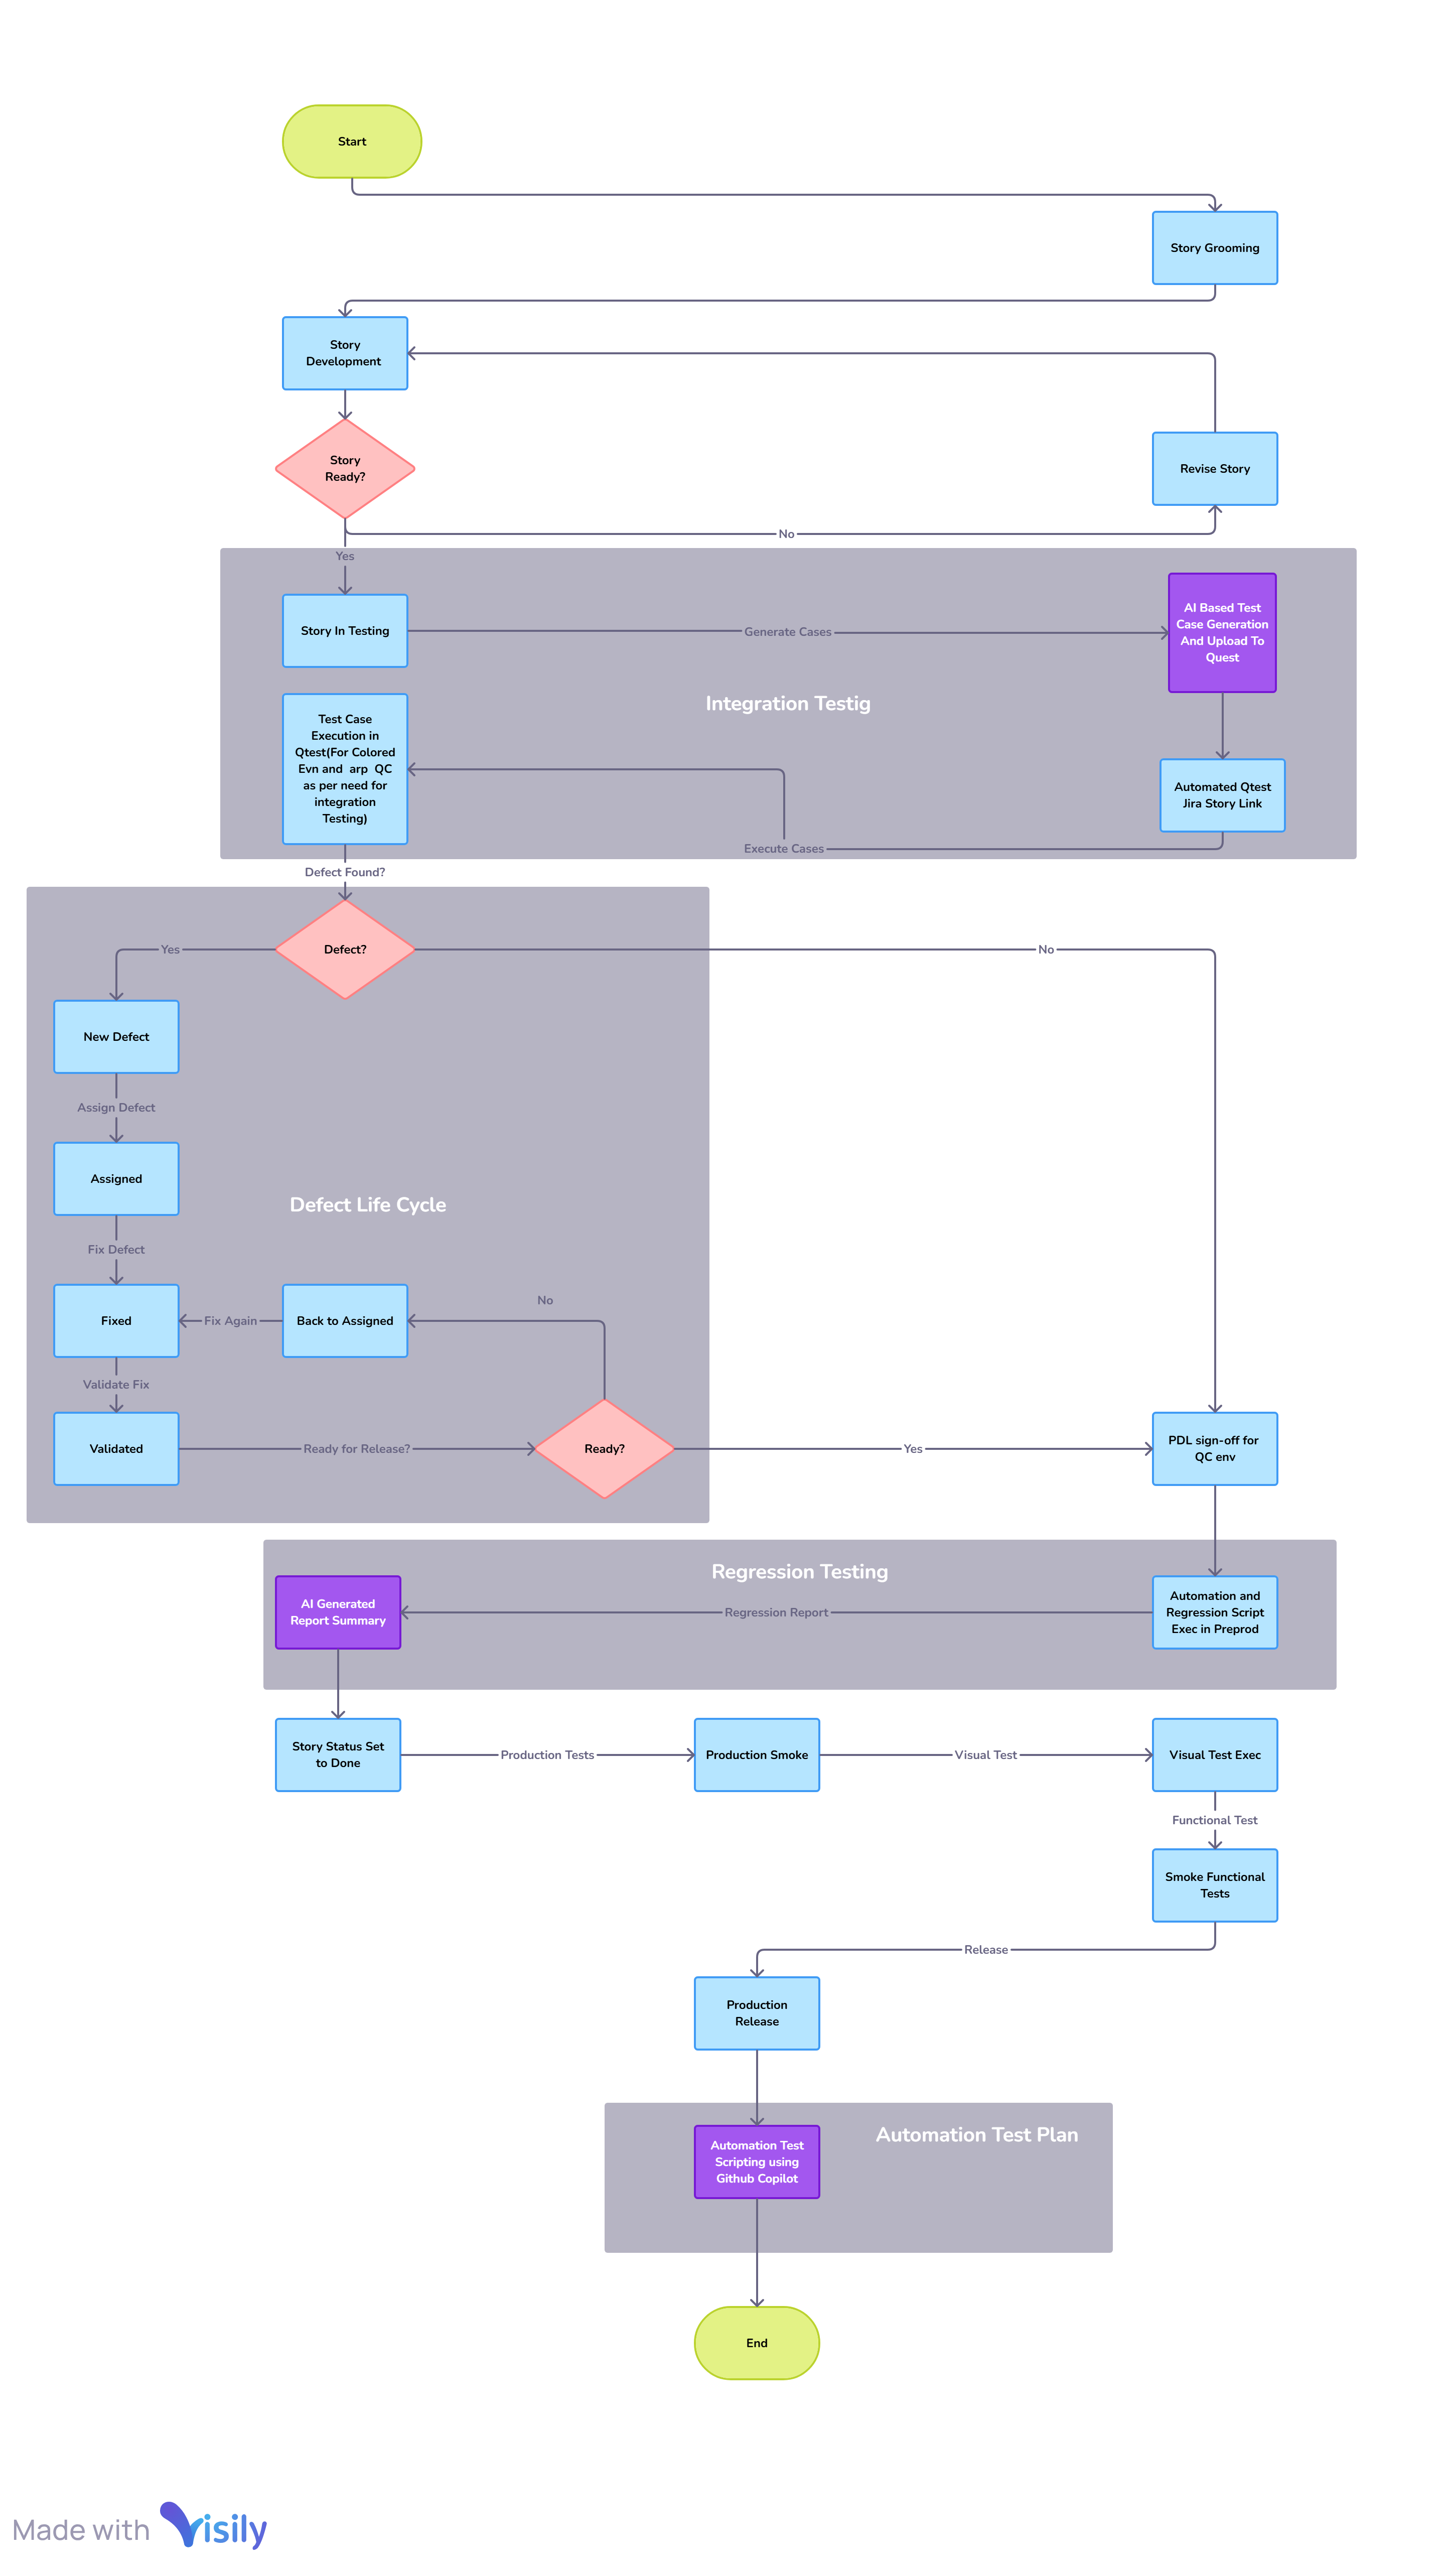 Start
Story Grooming
Story
Development
Story
Ready?
Revise Story
No
Yes
Story In Testing
Generate Cases
AI Based Test
Case Generation
And Upload To
Quest
Integration Testig
Test Case
Execution in
Qtest(For Colored
Evn and arp QC
as per need for
integration
Testing)
Automated Qtest
Jira Story Link
Execute Cases
Defect Found?
Defect?
Yes
No
New Defect
Assign Defect
Assigned
Defect Life Cycle
Fix Defect
No
Fixed
Fix Again
Back to Assigned
Validate Fix
Validated
Ready for Release?
Ready?
Yes
PDL sign-off for
QC env
Regression Testing
AI Generated
Report Summary
Regression Report
Automation and
Regression Script
Exec in Preprod
Story Status Set
to Done
Production Tests
Production Smoke
Visual Test
Visual Test Exec
Functional Test
Smoke Functional
Tests
Release
Production
Release
Automation Test Plan
Automation Test
Scripting using
Github Copilot
End
Made with Visily